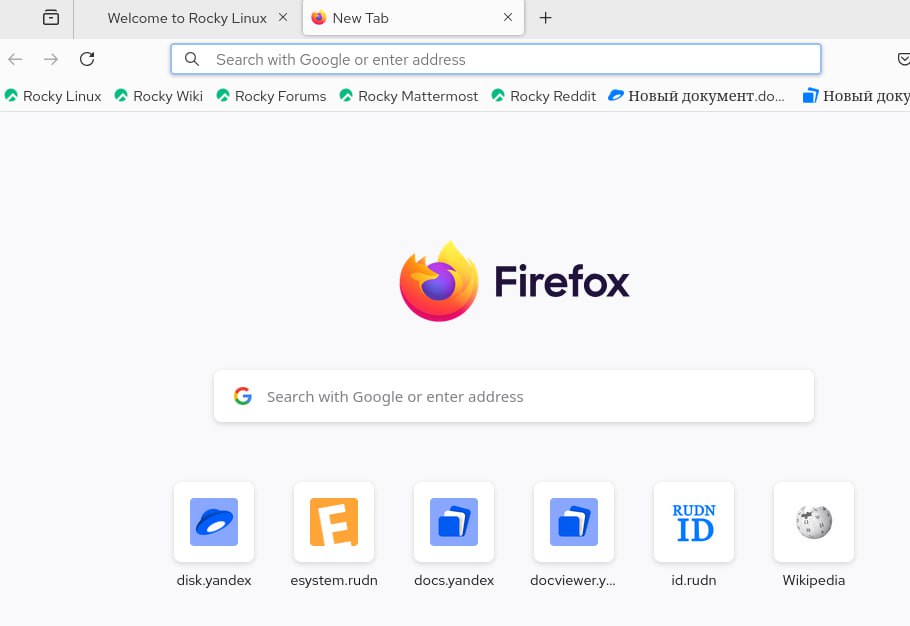 Welcome to Rocky Linux New Tab
Search with Google or enter address
Rocky Linux Rocky Wiki Rocky Forums Rocky Mattermost Rocky Reddit Новый документ.do... Новый доку
Firefox
Search with Google or enter address
RUDN
ID
disk.yandex esystem.rudn docs.yandex docviewer.y... id.rudn Wikipedia